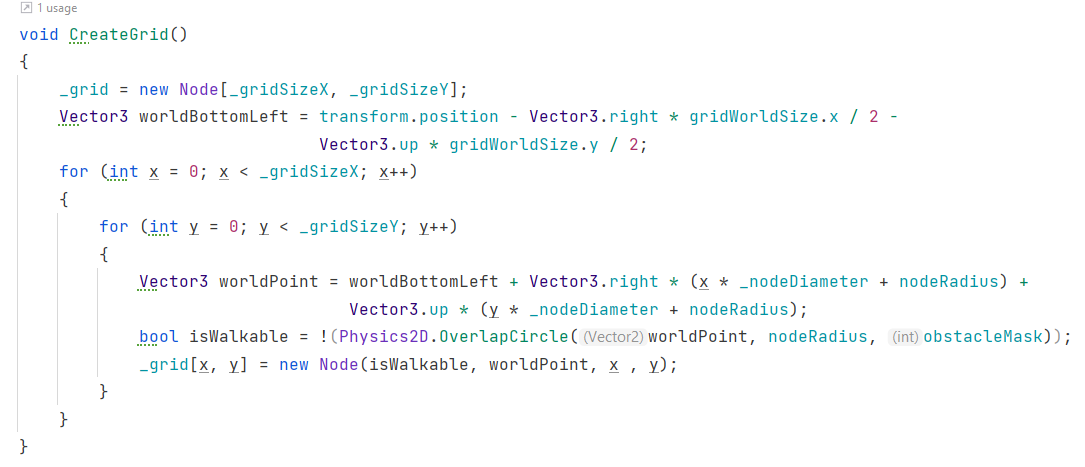 1 usage
void CreateGrid()
{
    _grid = new Node[_gridSizeX, _gridSizeY];
    Vector3 worldBottomLeft = transform.position - Vector3.right * gridWorldSize.x / 2 -
                              Vector3.up * gridWorldSize.y / 2;
    for (int x = 0; x < _gridSizeX; x++)
    {
        for (int y = 0; y < _gridSizeY; y++)
        {
            Vector3 worldPoint = worldBottomLeft + Vector3.right * (x * _nodeDiameter + nodeRadius) +
                                 Vector3.up * (y * _nodeDiameter + nodeRadius);
            bool isWalkable = !(Physics2D.OverlapCircle((Vector2)worldPoint, nodeRadius, (int)obstacleMask));
            _grid[x, y] = new Node(isWalkable, worldPoint, x , y);
        }
    }
}